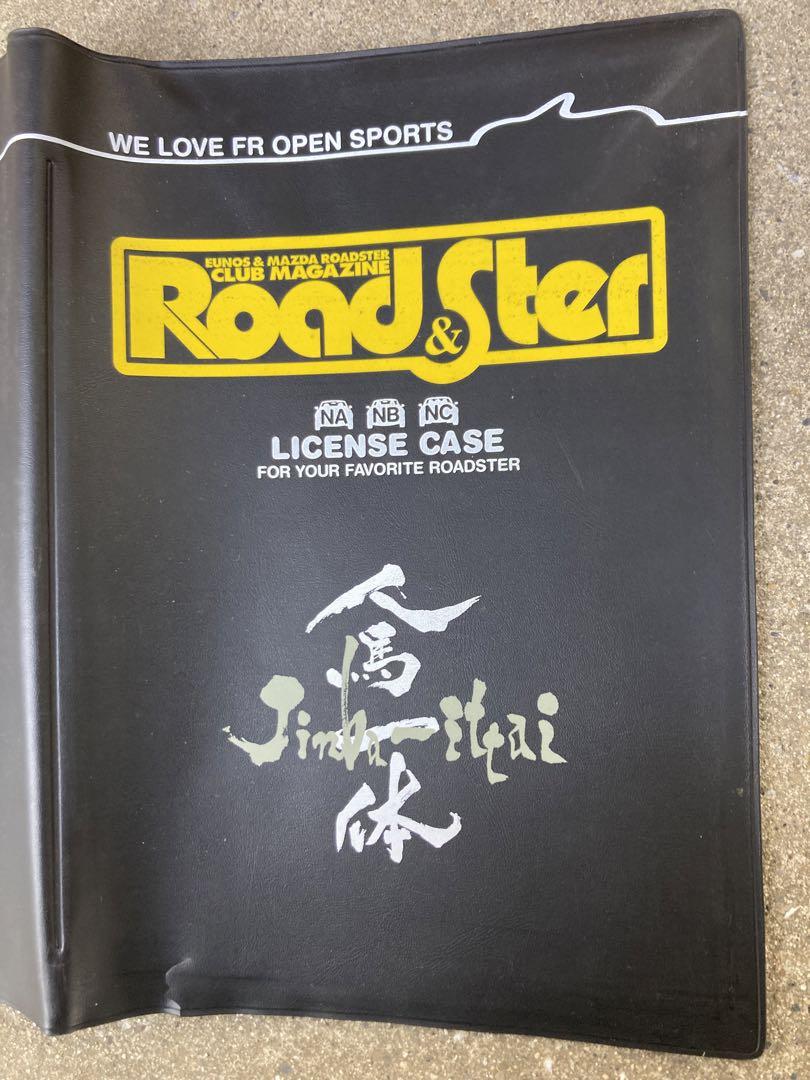 WE LOVE FR OPEN SPORTS
EUNOS & MAZDA ROADSTER
CLUB MAGAZINE
Road&Ster
NA NB NC
LICENSE CASE
FOR YOUR FAVORITE ROADSTER
人馬一体
Jinba-ittai